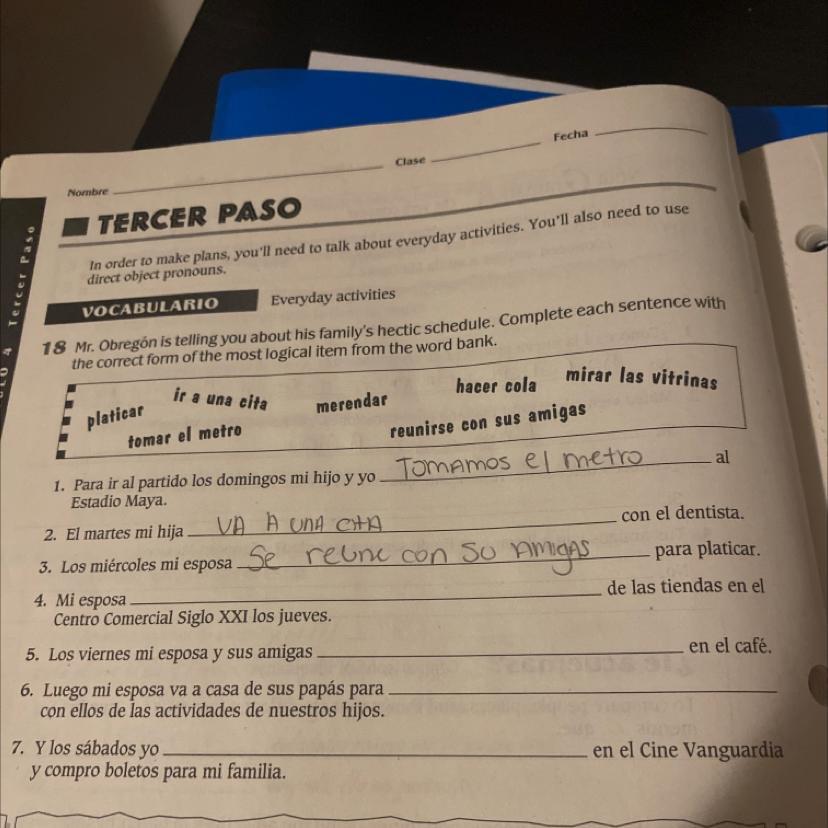 Nombre Clase Fecha
TERCER PASO
In order to make plans, you'll need to talk about everyday activities. You'll also need to use
direct object pronouns.
VOCABULARIO Everyday activities
18 Mr. Obregón is telling you about his family's hectic schedule. Complete each sentence with
the correct form of the most logical item from the word bank.
platicar ir a una cita merendar hacer cola mirar las vitrinas
tomar el metro reunirse con sus amigas
1. Para ir al partido los domingos mi hijo y yo TOMAMOS el metro al
Estadio Maya.
2. El martes mi hija VA A UNA CITA con el dentista.
3. Los miércoles mi esposa Se reune con su AMIGAS para platicar.
4. Mi esposa de las tiendas en el
Centro Comercial Siglo XXI los jueves.
5. Los viernes mi esposa y sus amigas en el café.
6. Luego mi esposa va a casa de sus papás para
con ellos de las actividades de nuestros hijos.
7. Y los sábados yo en el Cine Vanguardia
y compro boletos para mi familia.
Tercer Paso